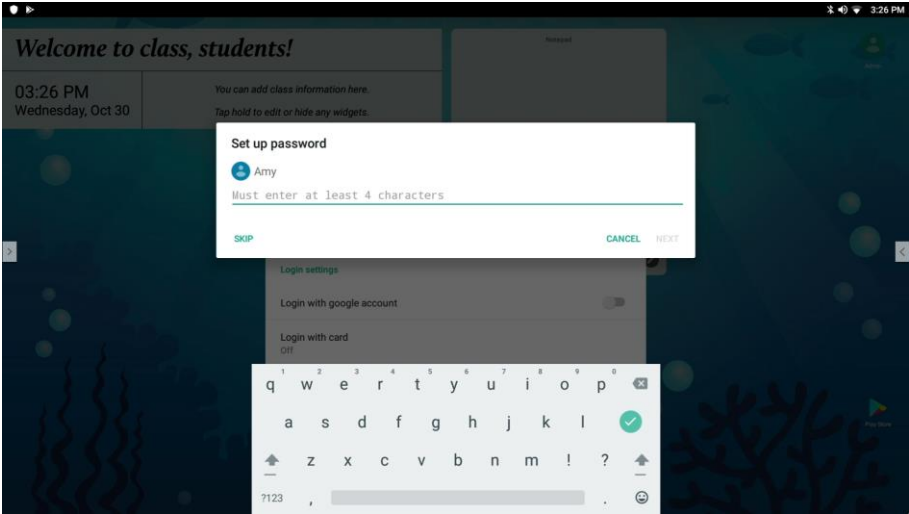 3:26 PM
Welcome to class, students!
Notepad
Admin
03:26 PM
Wednesday, Oct 30
You can add class information here.
Tap hold to edit or hide any widgets.
Set up password
Amy
Must enter at least 4 characters
SKIP
CANCEL
NEXT
Login settings
Login with google account
Login with card
Off
1 2 3 4 5 6 7 8 9 0
q w e r t y u i o p
a s d f g h j k l
z x c v b n m ! ?
?123 , .
Play Store